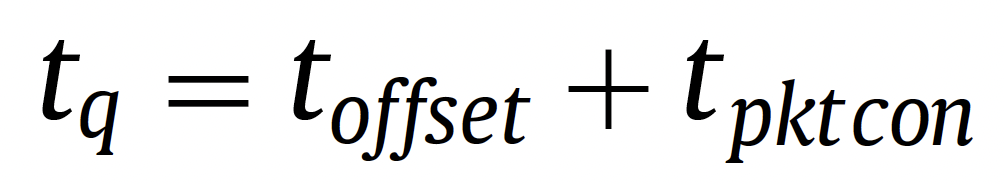 t_q = t_offset + t_pktcon